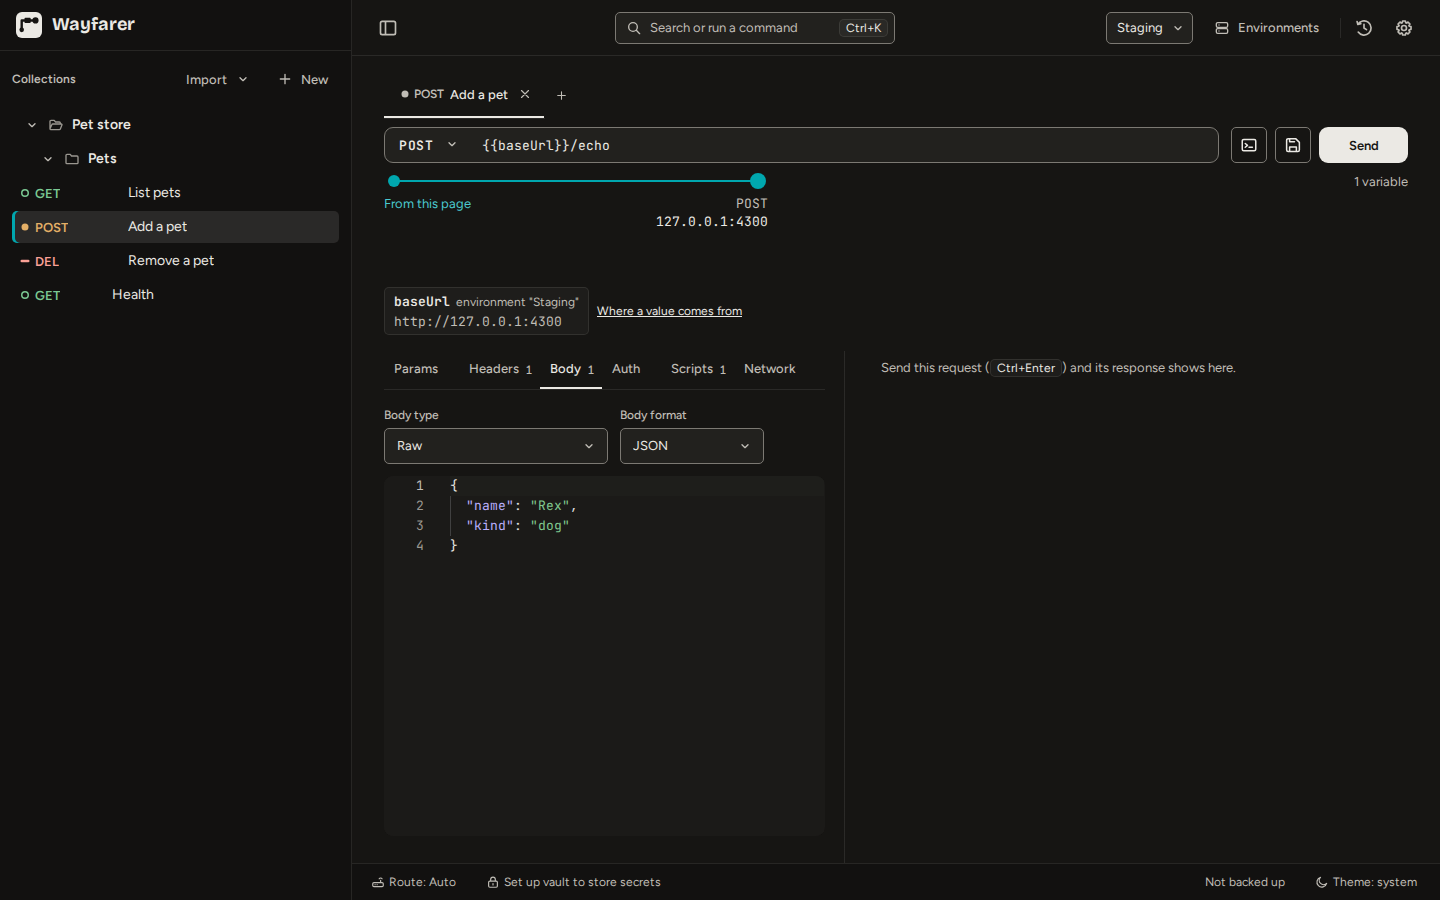 Wayfarer
Search or run a command Ctrl+K
Staging
Environments
Collections Import New
Pet store
Pets
GET List pets
POST Add a pet
DEL Remove a pet
GET Health
POST Add a pet
POST {{baseUrl}}/echo
Send
1 variable
From this page
POST
127.0.0.1:4300
baseUrl environment "Staging"
http://127.0.0.1:4300
Where a value comes from
Params Headers 1 Body 1 Auth Scripts 1 Network
Send this request (Ctrl+Enter) and its response shows here.
Body type Body format
Raw JSON
1 {
2 "name": "Rex",
3 "kind": "dog"
4 }
Route: Auto Set up vault to store secrets
Not backed up Theme: system